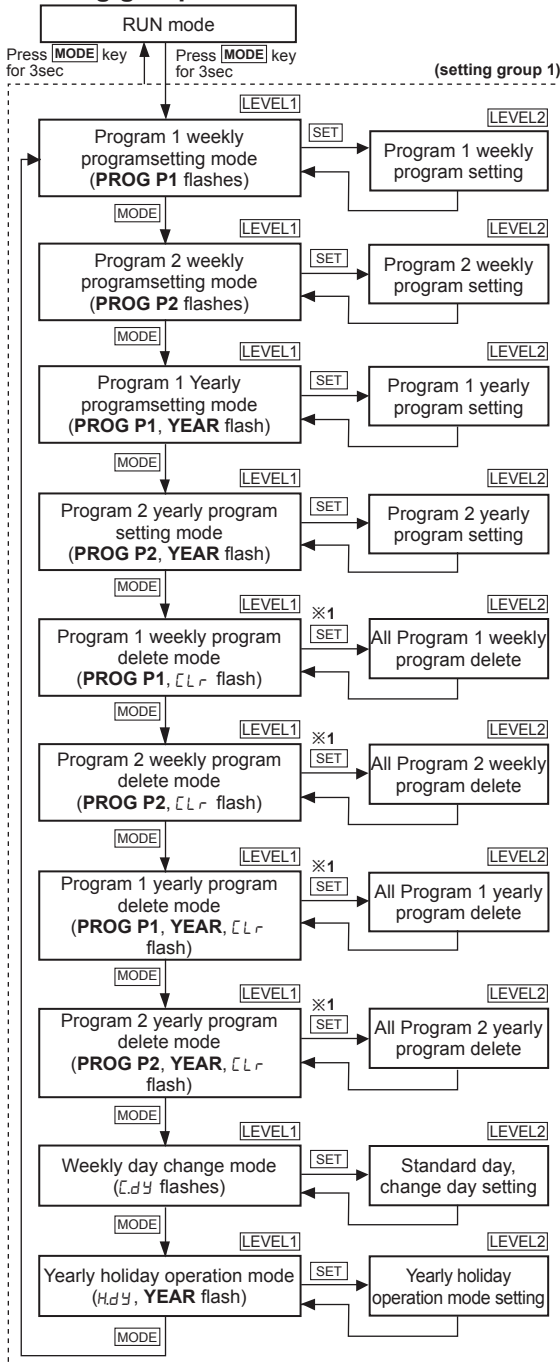 RUN mode
Press MODE key
for 3sec
Press MODE key
for 3sec
(setting group 1)
LEVEL1
Program 1 weekly
programsetting mode
(PROG P1 flashes)
SET
LEVEL2
Program 1 weekly
program setting
MODE
LEVEL1
Program 2 weekly
programsetting mode
(PROG P2 flashes)
SET
LEVEL2
Program 2 weekly
program setting
MODE
LEVEL1
Program 1 Yearly
programsetting mode
(PROG P1, YEAR flash)
SET
LEVEL2
Program 1 yearly
program setting
MODE
LEVEL1
Program 2 yearly program
setting mode
(PROG P2, YEAR flash)
SET
LEVEL2
Program 2 yearly
program setting
MODE
LEVEL1
Program 1 weekly program
delete mode
(PROG P1, CLr flash)
※1
SET
LEVEL2
All Program 1 weekly
program delete
MODE
LEVEL1
Program 2 weekly program
delete mode
(PROG P2, CLr flash)
※1
SET
LEVEL2
All Program 2 weekly
program delete
MODE
LEVEL1
Program 1 yearly program
delete mode
(PROG P1, YEAR, CLr
flash)
※1
SET
LEVEL2
All Program 1 yearly
program delete
MODE
LEVEL1
Program 2 yearly program
delete mode
(PROG P2, YEAR, CLr
flash)
※1
SET
LEVEL2
All Program 2 yearly
program delete
MODE
LEVEL1
Weekly day change mode
(C.dY flashes)
SET
LEVEL2
Standard day,
change day setting
MODE
LEVEL1
Yearly holiday operation mode
(H.dY, YEAR flash)
SET
LEVEL2
Yearly holiday
operation mode setting
MODE